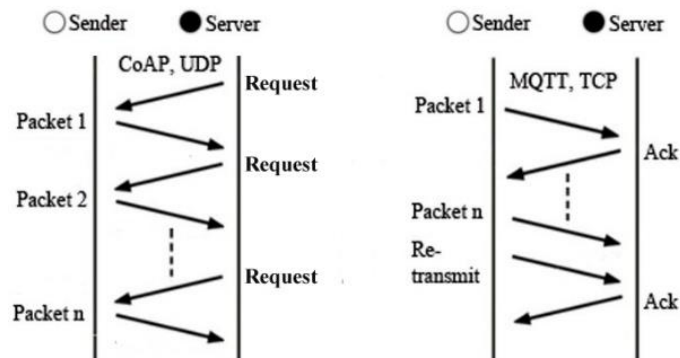 Sender Server
CoAP, UDP
Request
Packet 1
Request
Packet 2
Request
Packet n
Sender Server
MQTT, TCP
Packet 1
Ack
Packet n
Re-
transmit
Ack